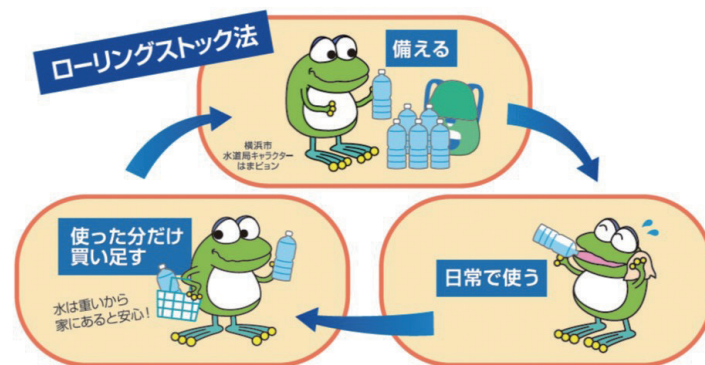 ローリングストック法
備える
横浜市
水道局キャラクター
はまピョン
日常で使う
使った分だけ
買い足す
水は重いから
家にあると安心！